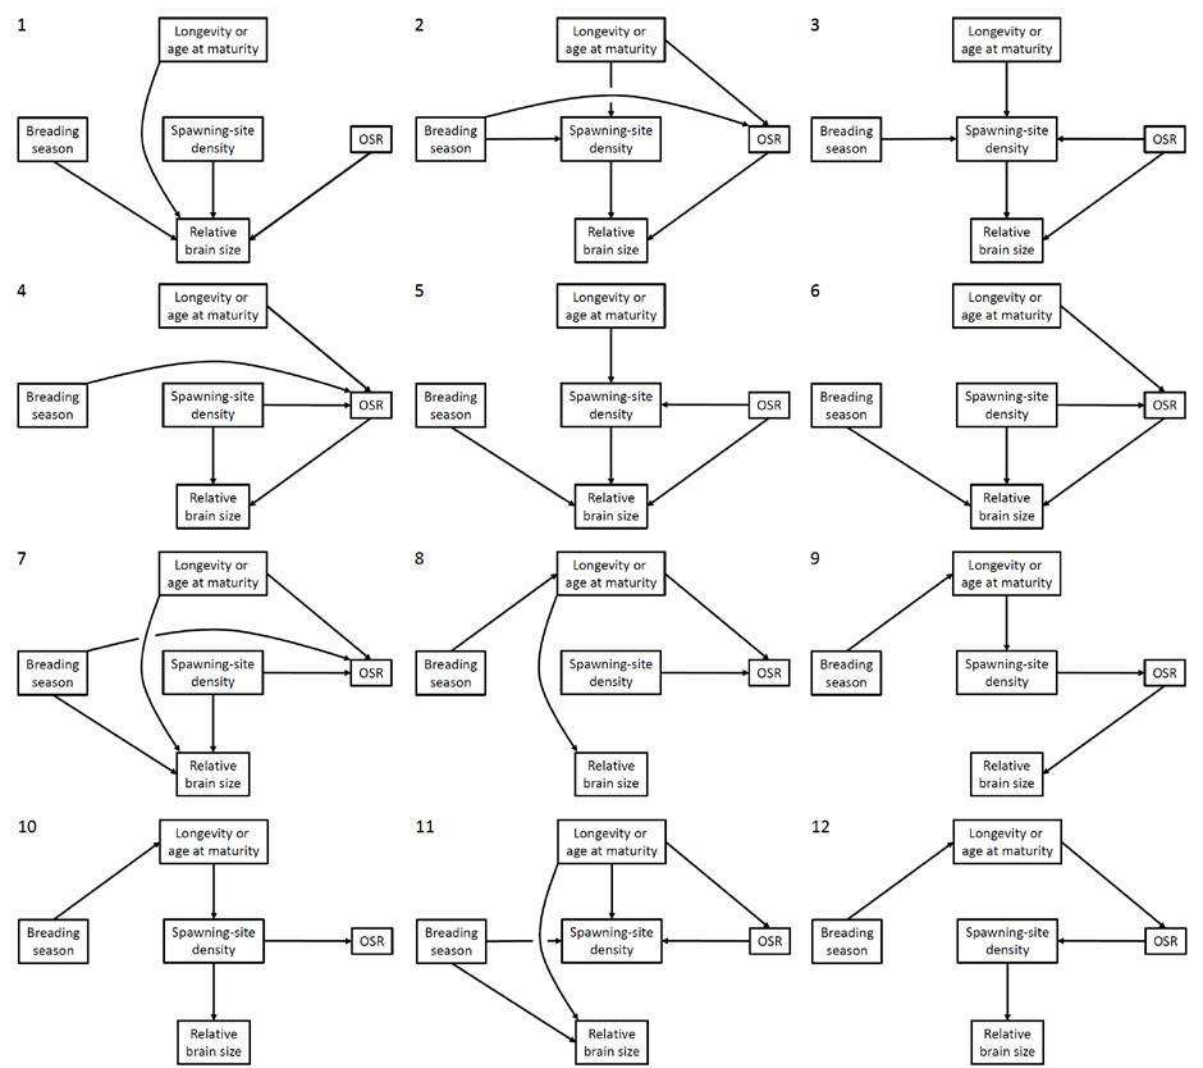 1
Longevity or
age at maturity
Breading
season
Spawning-site
density
OSR
Relative
brain size
2
Longevity or
age at maturity
Breading
season
Spawning-site
density
OSR
Relative
brain size
3
Longevity or
age at maturity
Breading
season
Spawning-site
density
OSR
Relative
brain size
4
Longevity or
age at maturity
Breading
season
Spawning-site
density
OSR
Relative
brain size
5
Longevity or
age at maturity
Breading
season
Spawning-site
density
OSR
Relative
brain size
6
Longevity or
age at maturity
Breading
season
Spawning-site
density
OSR
Relative
brain size
7
Longevity or
age at maturity
Breading
season
Spawning-site
density
OSR
Relative
brain size
8
Longevity or
age at maturity
Breading
season
Spawning-site
density
OSR
Relative
brain size
9
Longevity or
age at maturity
Breading
season
Spawning-site
density
OSR
Relative
brain size
10
Longevity or
age at maturity
Breading
season
Spawning-site
density
OSR
Relative
brain size
11
Longevity or
age at maturity
Breading
season
Spawning-site
density
OSR
Relative
brain size
12
Longevity or
age at maturity
Breading
season
Spawning-site
density
OSR
Relative
brain size